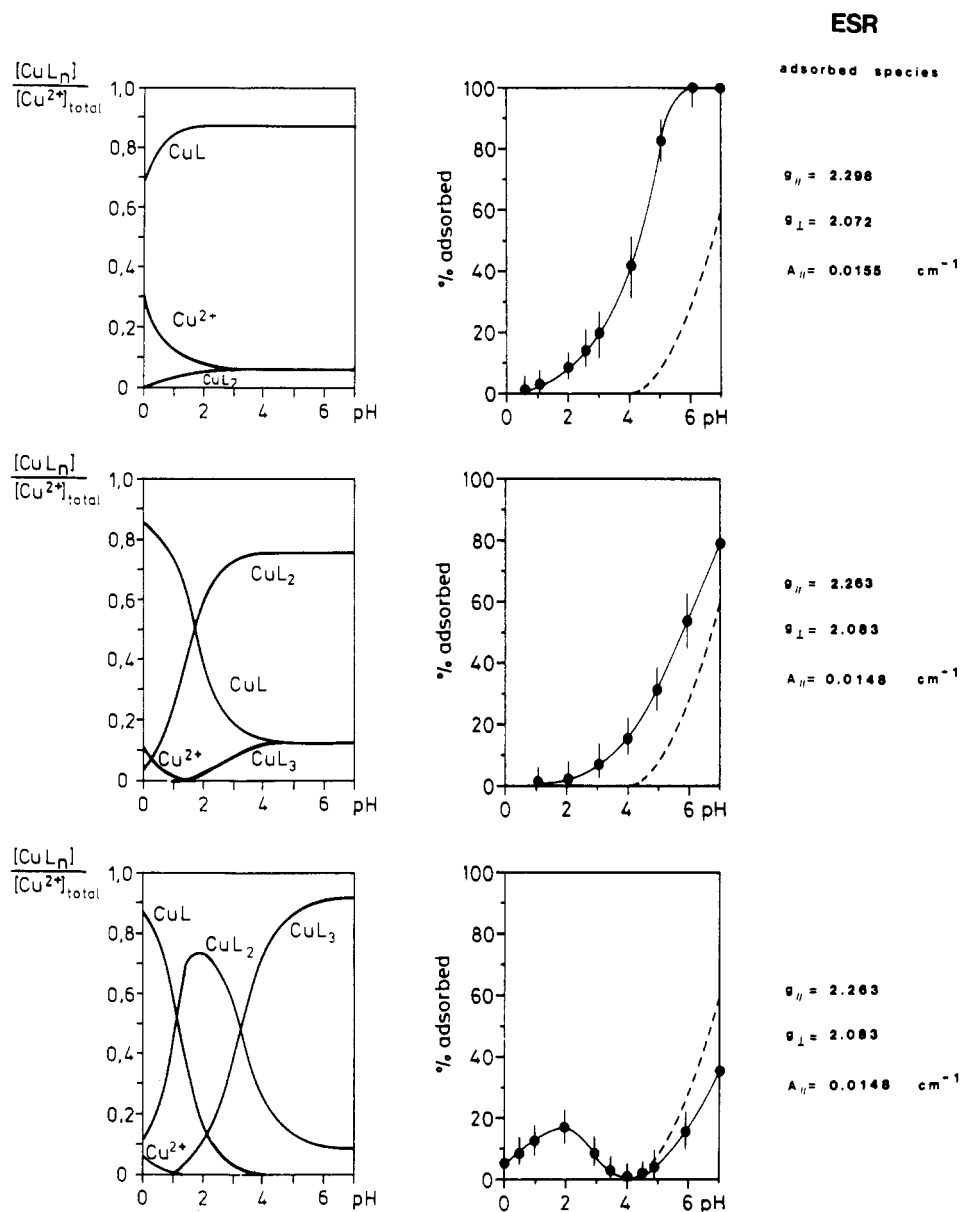 ESR
adsorbed species
[CuLn]
[Cu2+]total
1,0
0,8
0,6
0,4
0,2
0
CuL
Cu2+
CuL2
0 2 4 6 pH
% adsorbed
100
80
60
40
20
0
0 2 4 6 pH
g// = 2.298
g⊥ = 2.072
A// = 0.0155 cm-1
[CuLn]
[Cu2+]total
1,0
0,8
0,6
0,4
0,2
0
CuL2
CuL
Cu2+
CuL3
0 2 4 6 pH
% adsorbed
100
80
60
40
20
0
0 2 4 6 pH
g// = 2.263
g⊥ = 2.083
A// = 0.0148 cm-1
[CuLn]
[Cu2+]total
1,0
0,8
0,6
0,4
0,2
0
CuL
CuL2
CuL3
Cu2+
0 2 4 6 pH
% adsorbed
100
80
60
40
20
0
0 2 4 6 pH
g// = 2.263
g⊥ = 2.083
A// = 0.0148 cm-1